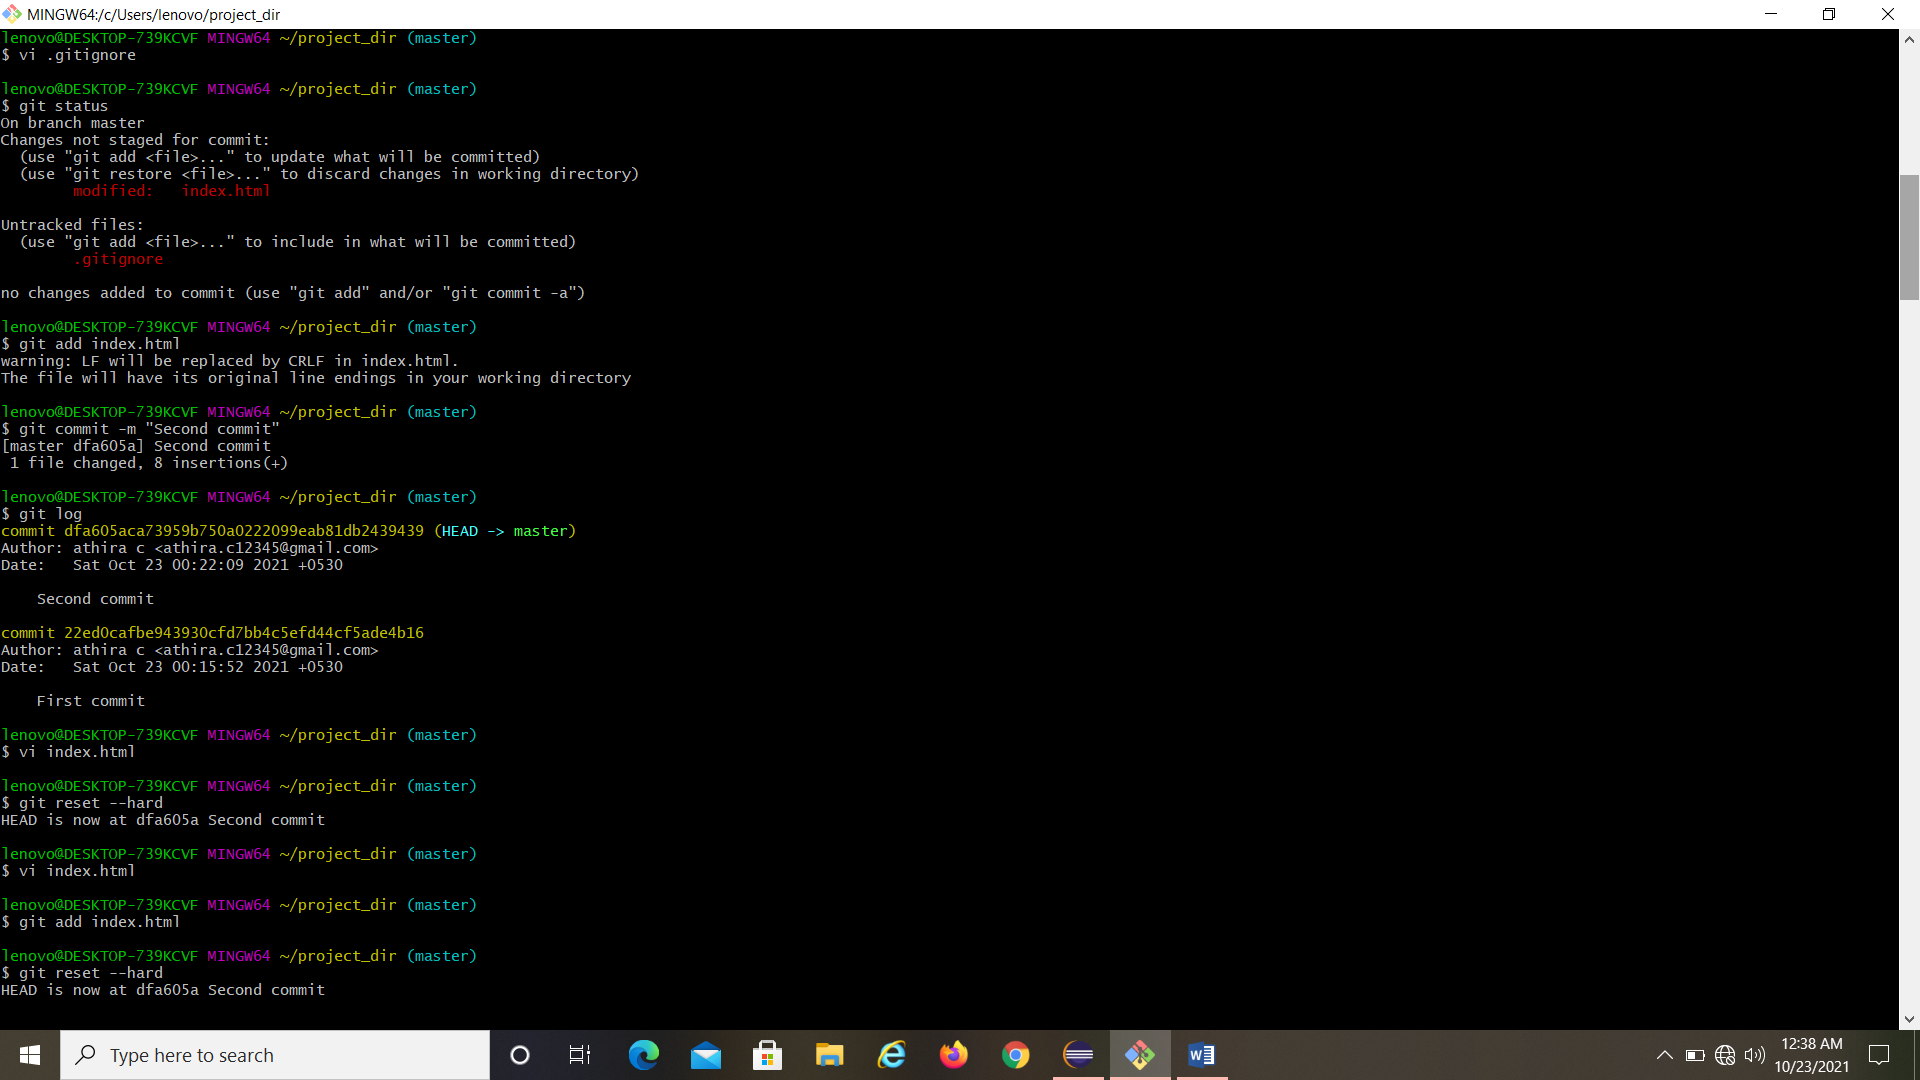 MINGW64:/c/Users/lenovo/project_dir
lenovo@DESKTOP-739KCVF MINGW64 ~/project_dir (master)
$ vi .gitignore
lenovo@DESKTOP-739KCVF MINGW64 ~/project_dir (master)
$ git status
On branch master
Changes not staged for commit:
  (use "git add <file>..." to update what will be committed)
  (use "git restore <file>..." to discard changes in working directory)
        modified:   index.html
Untracked files:
  (use "git add <file>..." to include in what will be committed)
        .gitignore
no changes added to commit (use "git add" and/or "git commit -a")
lenovo@DESKTOP-739KCVF MINGW64 ~/project_dir (master)
$ git add index.html
warning: LF will be replaced by CRLF in index.html.
The file will have its original line endings in your working directory
lenovo@DESKTOP-739KCVF MINGW64 ~/project_dir (master)
$ git commit -m "Second commit"
[master dfa605a] Second commit
 1 file changed, 8 insertions(+)
lenovo@DESKTOP-739KCVF MINGW64 ~/project_dir (master)
$ git log
commit dfa605aca73959b750a0222099eab81db2439439 (HEAD -> master)
Author: athira c <athira.c12345@gmail.com>
Date:   Sat Oct 23 00:22:09 2021 +0530
    Second commit
commit 22ed0cafbe943930cfd7bb4c5efd44cf5ade4b16
Author: athira c <athira.c12345@gmail.com>
Date:   Sat Oct 23 00:15:52 2021 +0530
    First commit
lenovo@DESKTOP-739KCVF MINGW64 ~/project_dir (master)
$ vi index.html
lenovo@DESKTOP-739KCVF MINGW64 ~/project_dir (master)
$ git reset --hard
HEAD is now at dfa605a Second commit
lenovo@DESKTOP-739KCVF MINGW64 ~/project_dir (master)
$ vi index.html
lenovo@DESKTOP-739KCVF MINGW64 ~/project_dir (master)
$ git add index.html
lenovo@DESKTOP-739KCVF MINGW64 ~/project_dir (master)
$ git reset --hard
HEAD is now at dfa605a Second commit
Type here to search
12:38 AM
10/23/2021